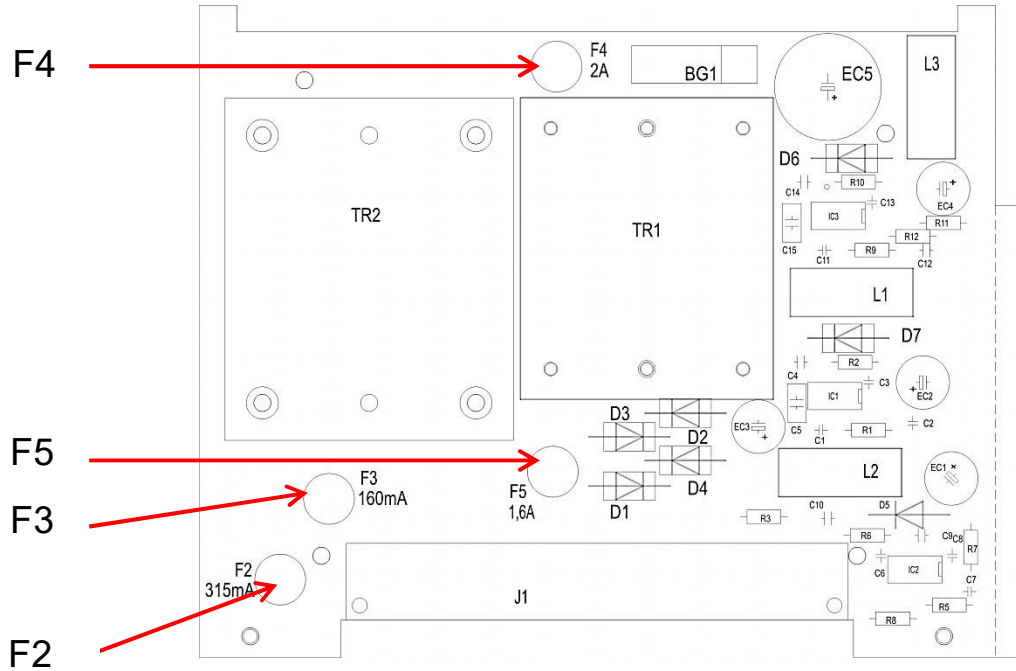 F4
F4
2A
BG1
EC5
L3
D6
C14
R10
C13
EC4
TR2
TR1
IC3
R11
R12
C15
C11
R9
C12
L1
D7
C4
R2
C3
IC1
EC2
D3
D2
EC3
C5
C1
R1
C2
F5
D4
L2
EC1
F3
160mA
F5
1,6A
D1
F3
R3
C10
D5
R6
C9
C8
R7
C6
IC2
F2
315mA
C7
J1
R5
R8
F2